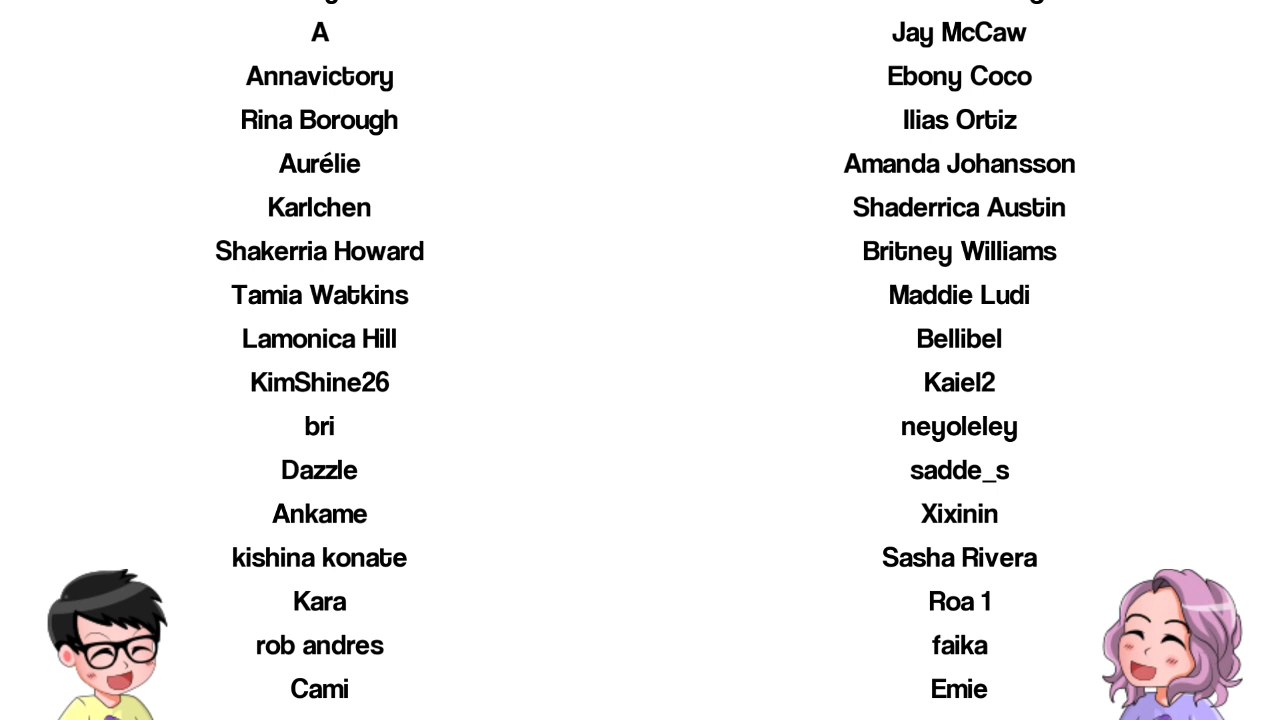 A
Annavictory
Rina Borough
Aurélie
Karlchen
Shakerria Howard
Tamia Watkins
Lamonica Hill
KimShine26
bri
Dazzle
Ankame
kishina konate
Kara
rob andres
Cami
Jay McCaw
Ebony Coco
Ilias Ortiz
Amanda Johansson
Shaderrica Austin
Britney Williams
Maddie Ludi
Bellibel
Kaiel2
neyoleley
sadde_s
Xixinin
Sasha Rivera
Roa 1
faika
Emie